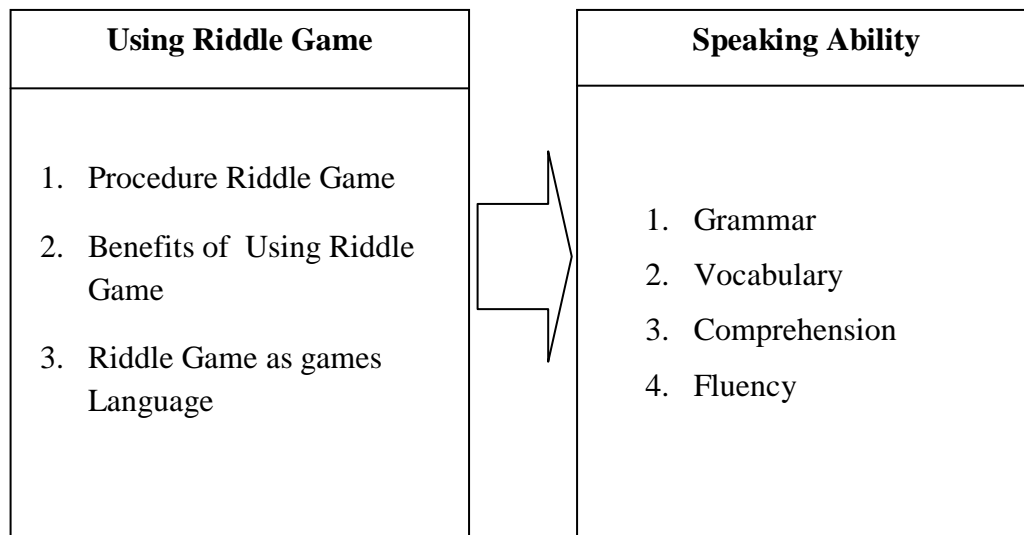 Using Riddle Game
1. Procedure Riddle Game
2. Benefits of Using Riddle
Game
3. Riddle Game as games
Language
Speaking Ability
1. Grammar
2. Vocabulary
3. Comprehension
4. Fluency